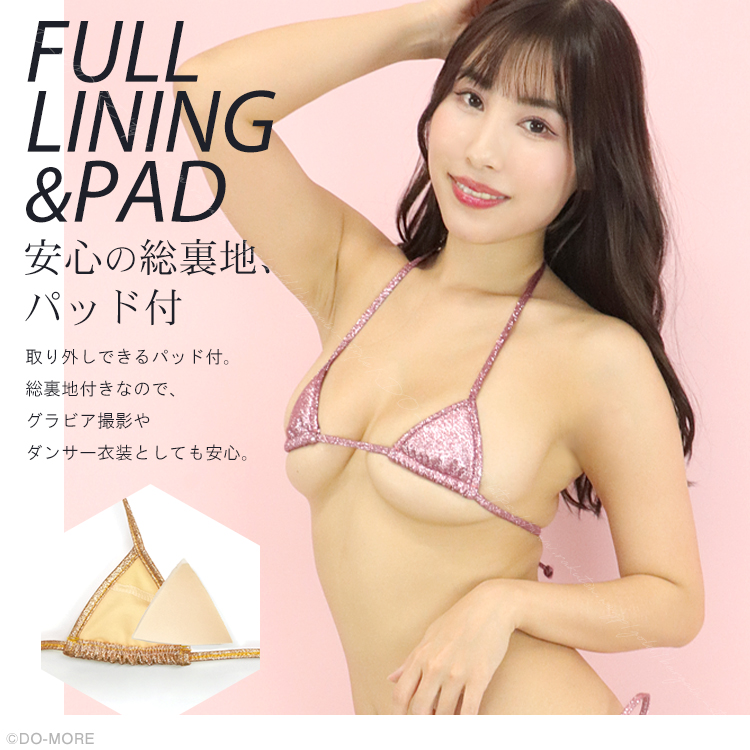 FULL
LINING
&PAD
安心の総裏地、
パッド付
取り外しできるパッド付。
総裏地付きなので、
グラビア撮影や
ダンサー衣装としても安心。
©DO-MORE